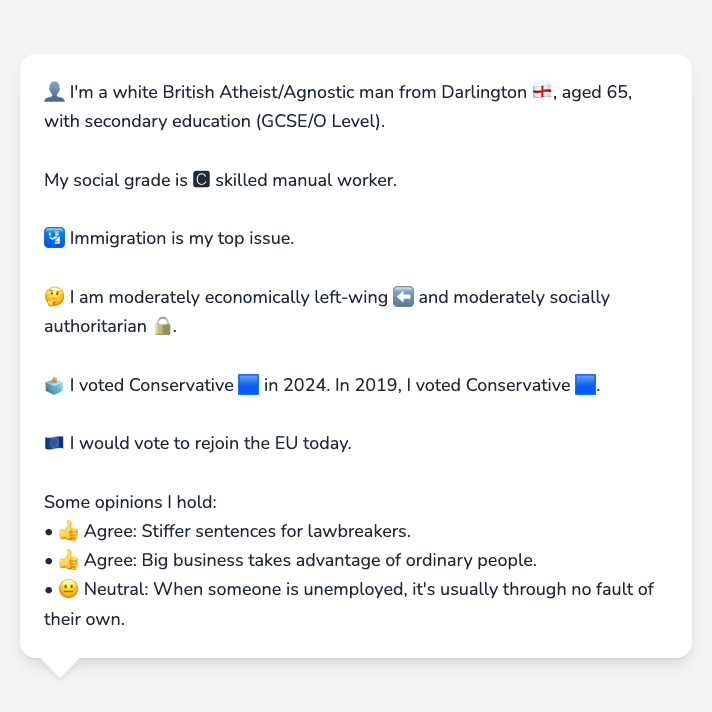 👤 I'm a white British Atheist/Agnostic man from Darlington 🏴󠁧󠁢󠁥󠁮󠁧󠁿, aged 65,
with secondary education (GCSE/O Level).
My social grade is 🅲 skilled manual worker.
🛂 Immigration is my top issue.
🤔 I am moderately economically left-wing ⬅️ and moderately socially
authoritarian 🔒.
🗳️ I voted Conservative 🟦 in 2024. In 2019, I voted Conservative 🟦.
🇪🇺 I would vote to rejoin the EU today.
Some opinions I hold:
• 👍 Agree: Stiffer sentences for lawbreakers.
• 👍 Agree: Big business takes advantage of ordinary people.
• 😐 Neutral: When someone is unemployed, it's usually through no fault of
their own.